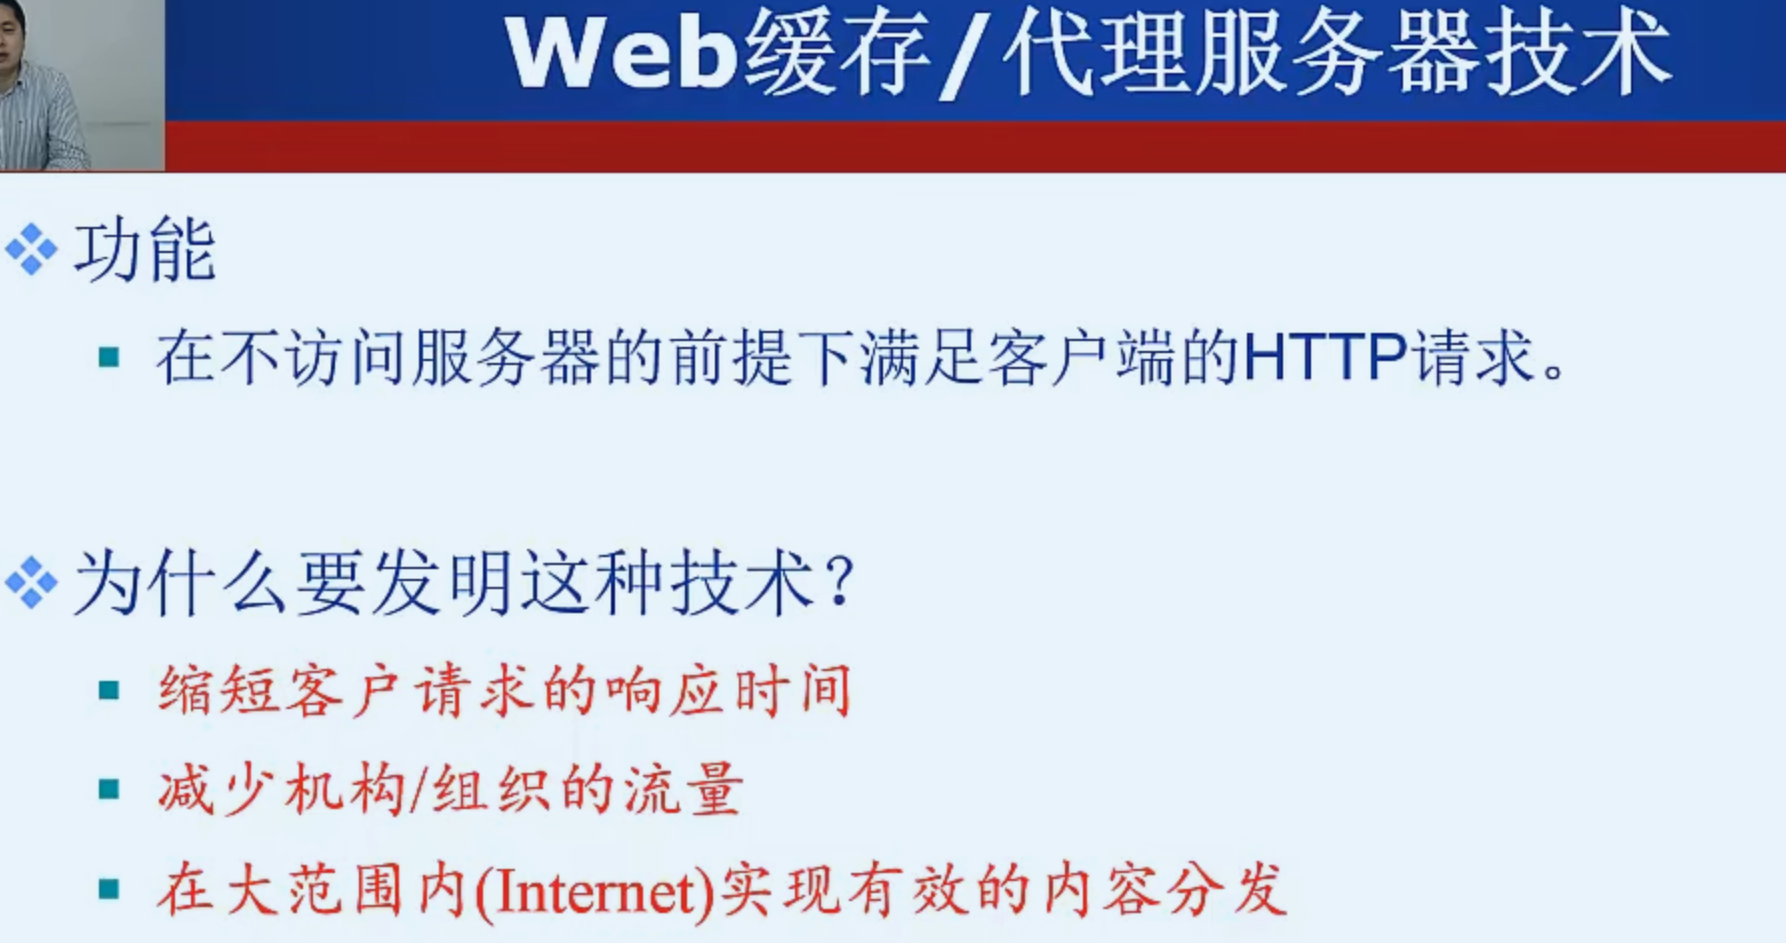 Web缓存/代理服务器技术
功能
在不访问服务器的前提下满足客户端的HTTP请求。
为什么要发明这种技术？
缩短客户请求的响应时间
减少机构/组织的流量
在大范围内(Internet)实现有效的内容分发